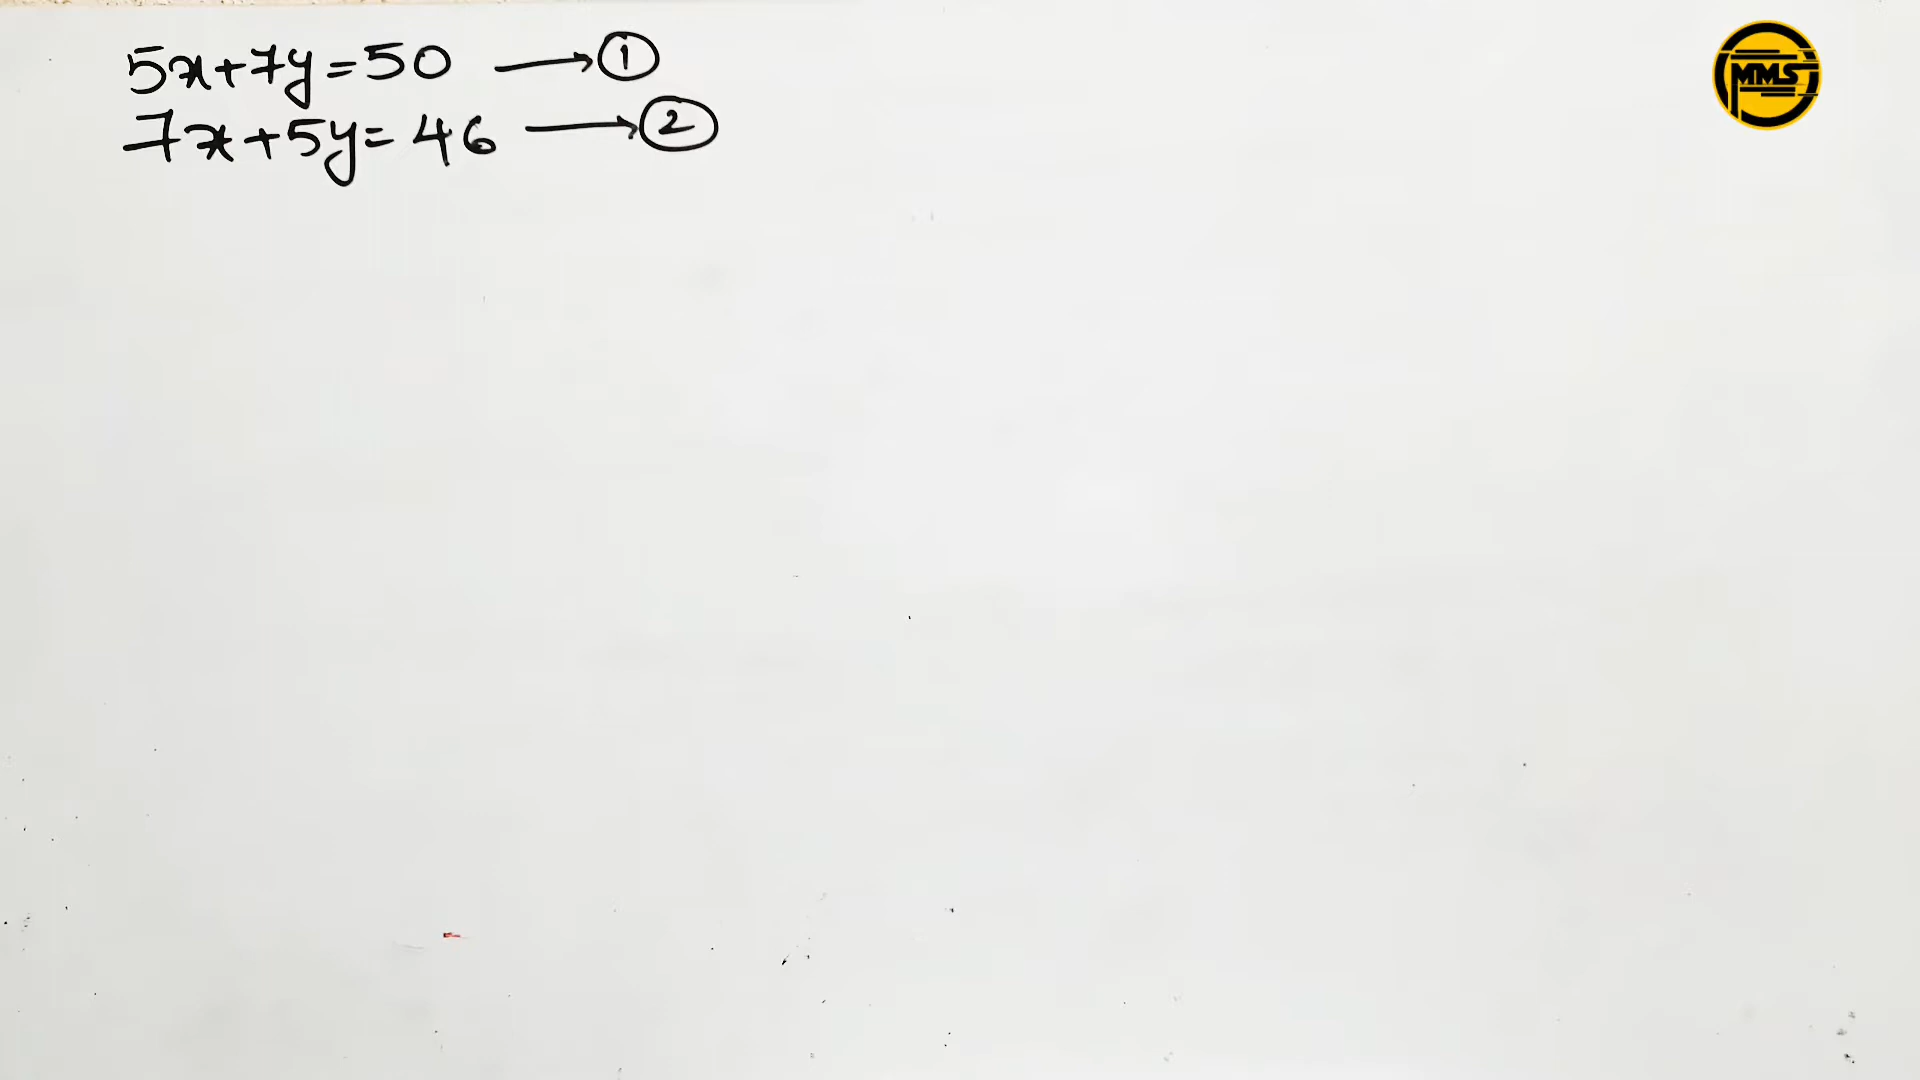 5x+7y=50 ⟶ ①
7x+5y=46 ⟶ ②
MMS